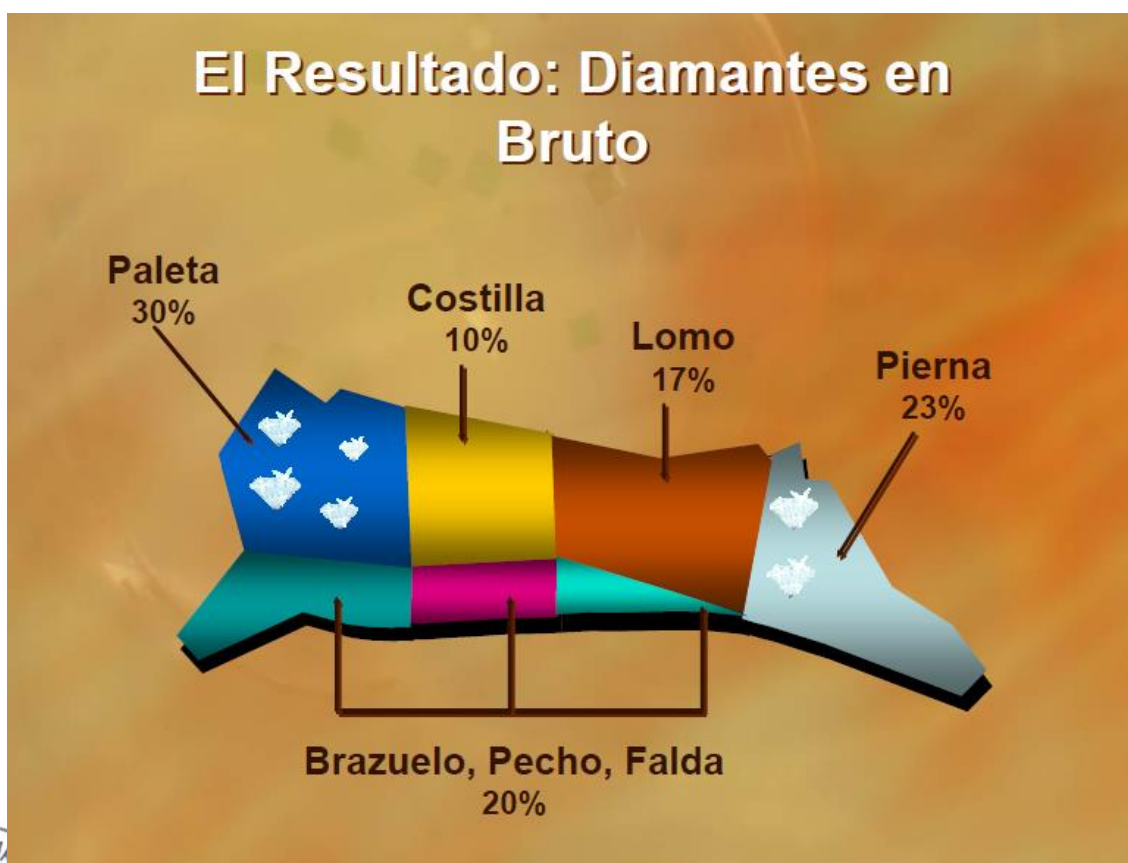 El Resultado: Diamantes en
Bruto
Paleta
30%
Costilla
10%
Lomo
17%
Pierna
23%
Brazuelo, Pecho, Falda
20%